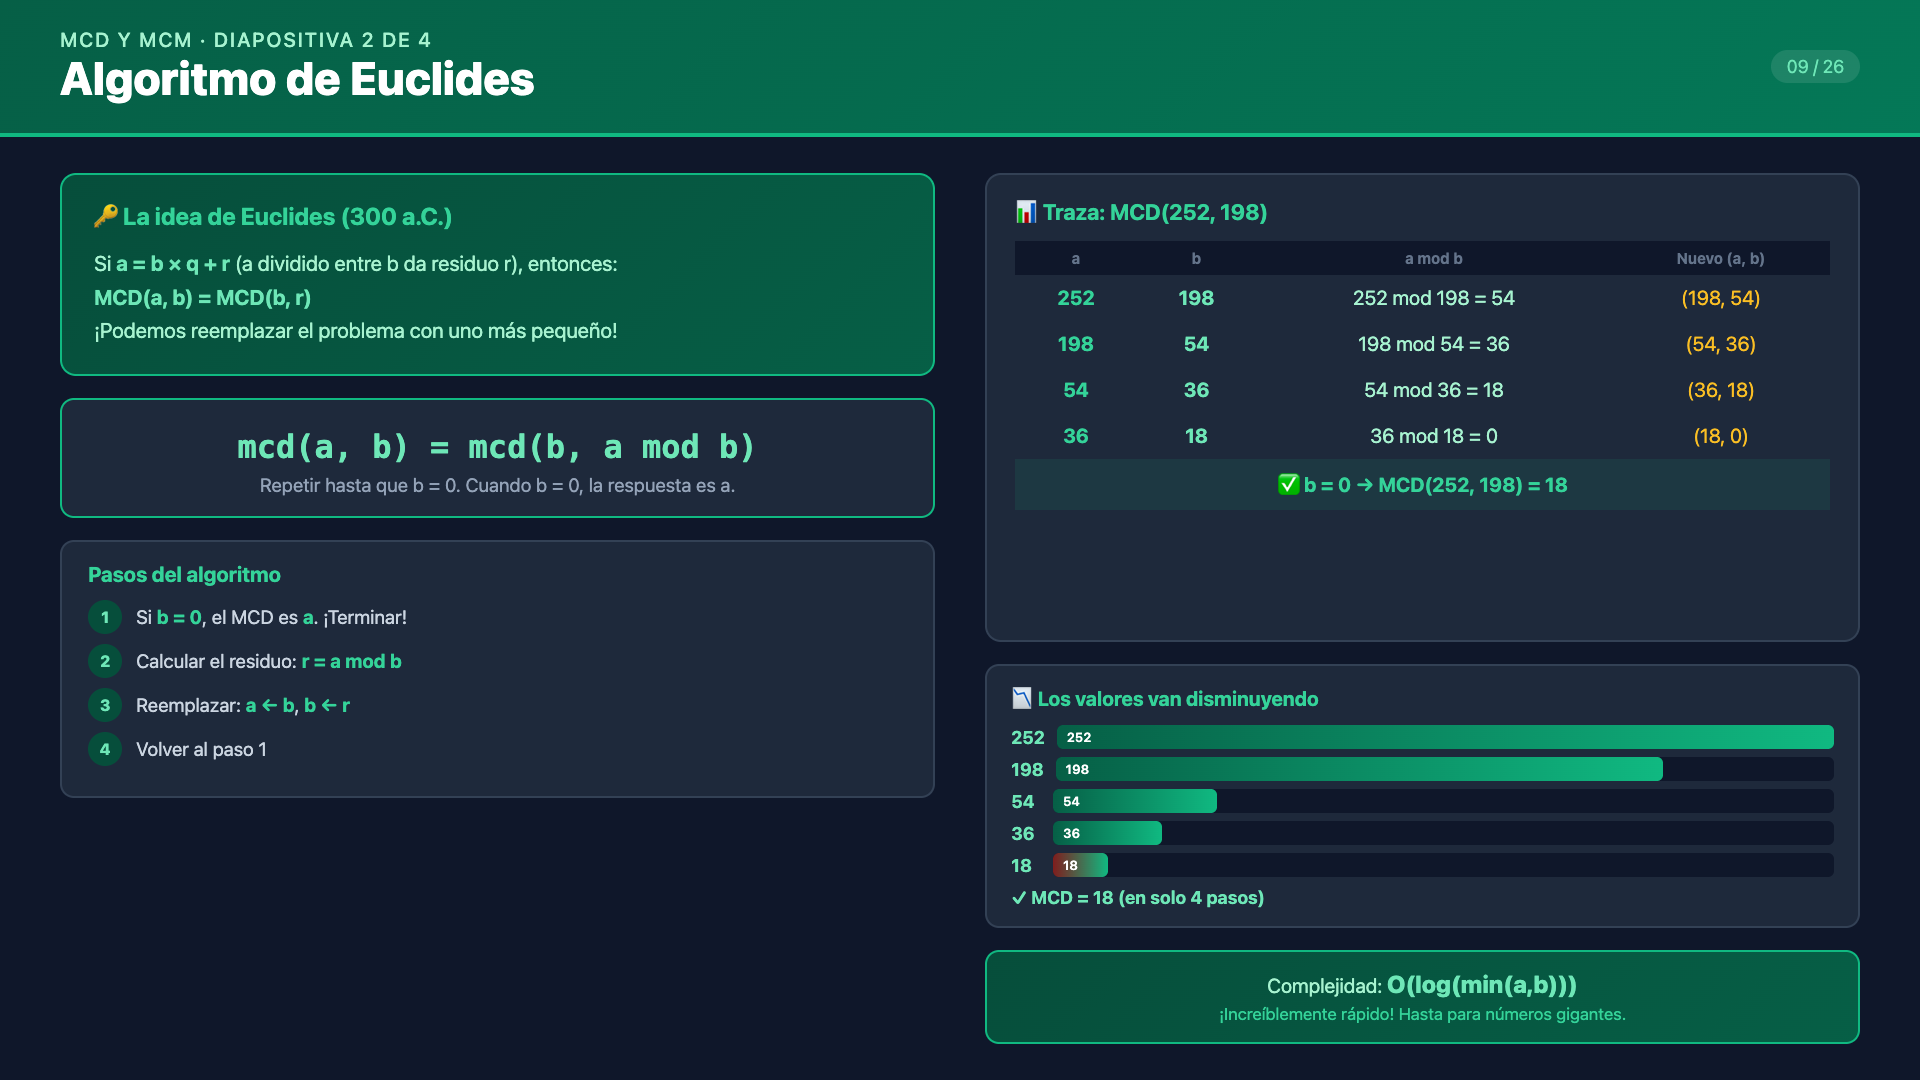 MCD Y MCM · DIAPOSITIVA 2 DE 4
Algoritmo de Euclides
09 / 26
🔑 La idea de Euclides (300 a.C.)
Si a = b × q + r (a dividido entre b da residuo r), entonces:
MCD(a, b) = MCD(b, r)
¡Podemos reemplazar el problema con uno más pequeño!
mcd(a, b) = mcd(b, a mod b)
Repetir hasta que b = 0. Cuando b = 0, la respuesta es a.
Pasos del algoritmo
1 Si b = 0, el MCD es a. ¡Terminar!
2 Calcular el residuo: r = a mod b
3 Reemplazar: a ← b, b ← r
4 Volver al paso 1
📊 Traza: MCD(252, 198)
a b a mod b Nuevo (a, b)
252 198 252 mod 198 = 54 (198, 54)
198 54 198 mod 54 = 36 (54, 36)
54 36 54 mod 36 = 18 (36, 18)
36 18 36 mod 18 = 0 (18, 0)
✅ b = 0 → MCD(252, 198) = 18
📉 Los valores van disminuyendo
252 252
198 198
54 54
36 36
18 18
✓ MCD = 18 (en solo 4 pasos)
Complejidad: O(log(min(a,b)))
¡Increíblemente rápido! Hasta para números gigantes.